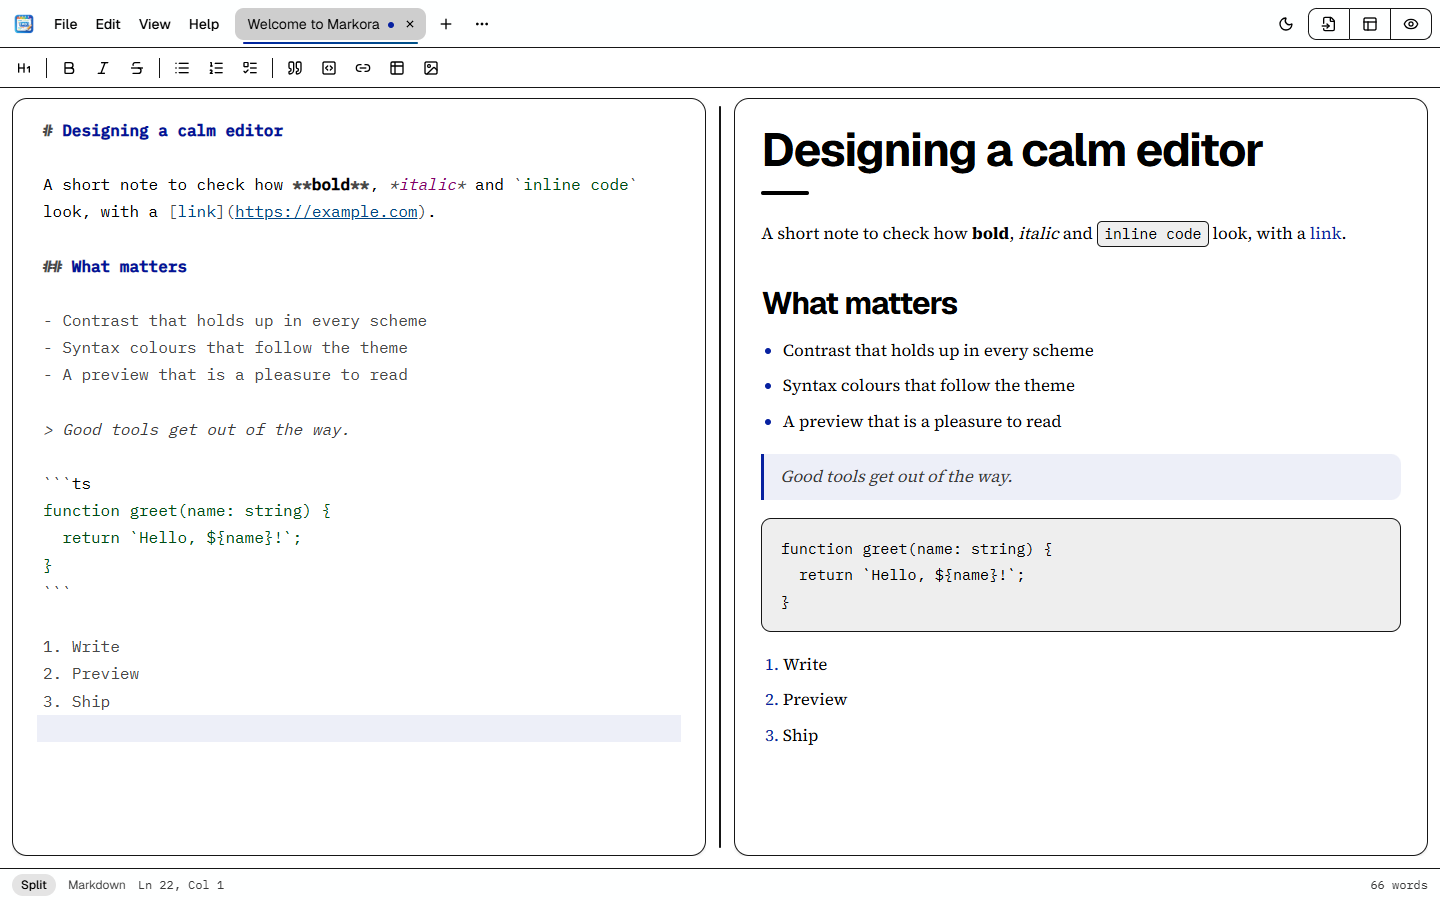 File Edit View Help Welcome to Markora
H1
# Designing a calm editor
A short note to check how **bold**, *italic* and `inline code`
look, with a [link](https://example.com).
## What matters
- Contrast that holds up in every scheme
- Syntax colours that follow the theme
- A preview that is a pleasure to read
> Good tools get out of the way.
```ts
function greet(name: string) {
  return `Hello, ${name}!`;
}
```
1. Write
2. Preview
3. Ship
Designing a calm editor
A short note to check how bold, italic and inline code look, with a link.
What matters
• Contrast that holds up in every scheme
• Syntax colours that follow the theme
• A preview that is a pleasure to read
Good tools get out of the way.
function greet(name: string) {
  return `Hello, ${name}!`;
}
1. Write
2. Preview
3. Ship
Split Markdown Ln 22, Col 1 66 words